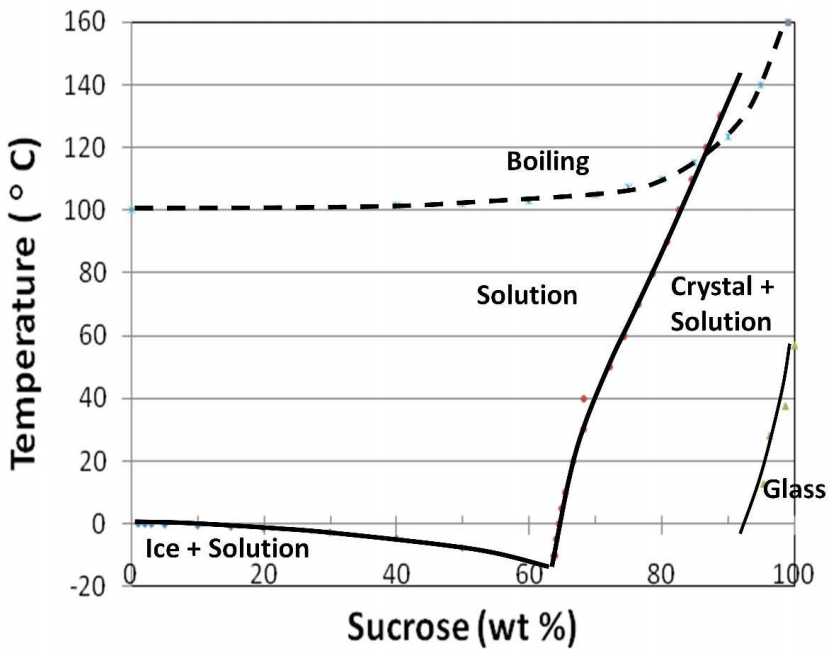 160
140
120
100
80
60
40
20
0
-20
Temperature ( ° C)
Boiling
Solution
Crystal +
Solution
Glass
Ice + Solution
0 20 40 60 80 100
Sucrose (wt %)